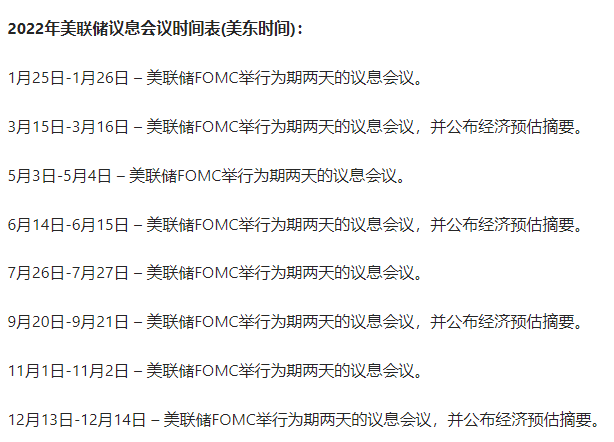 2022年美联储议息会议时间表(美东时间)：
1月25日-1月26日 – 美联储FOMC举行为期两天的议息会议。
3月15日-3月16日 – 美联储FOMC举行为期两天的议息会议，并公布经济预估摘要。
5月3日-5月4日 – 美联储FOMC举行为期两天的议息会议。
6月14日-6月15日 – 美联储FOMC举行为期两天的议息会议，并公布经济预估摘要。
7月26日-7月27日 – 美联储FOMC举行为期两天的议息会议。
9月20日-9月21日 – 美联储FOMC举行为期两天的议息会议，并公布经济预估摘要。
11月1日-11月2日 – 美联储FOMC举行为期两天的议息会议。
12月13日-12月14日 – 美联储FOMC举行为期两天的议息会议，并公布经济预估摘要。